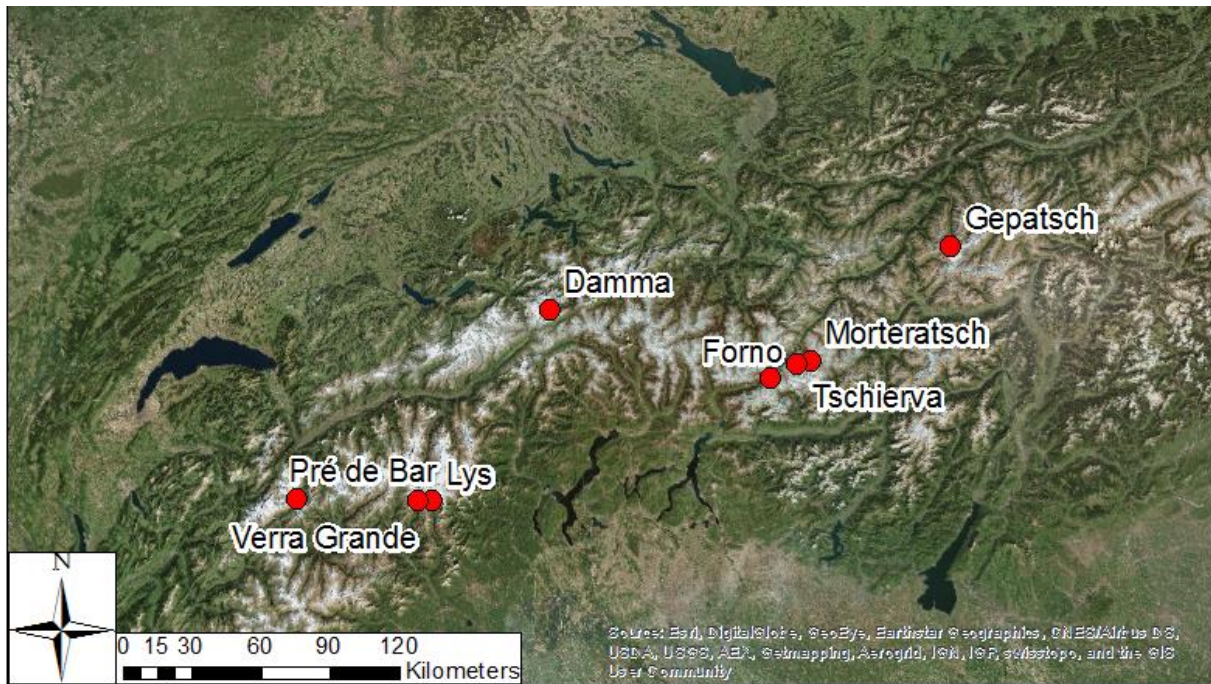 Gepatsch
Damma
Morteratsch
Forno
Tschierva
Pré de Bar Lys
Verra Grande
N
0 15 30 60 90 120
Kilometers
Source: Esri, DigitalGlobe, GeoEye, Earthstar Geographics, CNES/Airbus DS,
USDA, USGS, AEX, Getmapping, Aerogrid, IGN, IGP, swisstopo, and the GIS
User Community